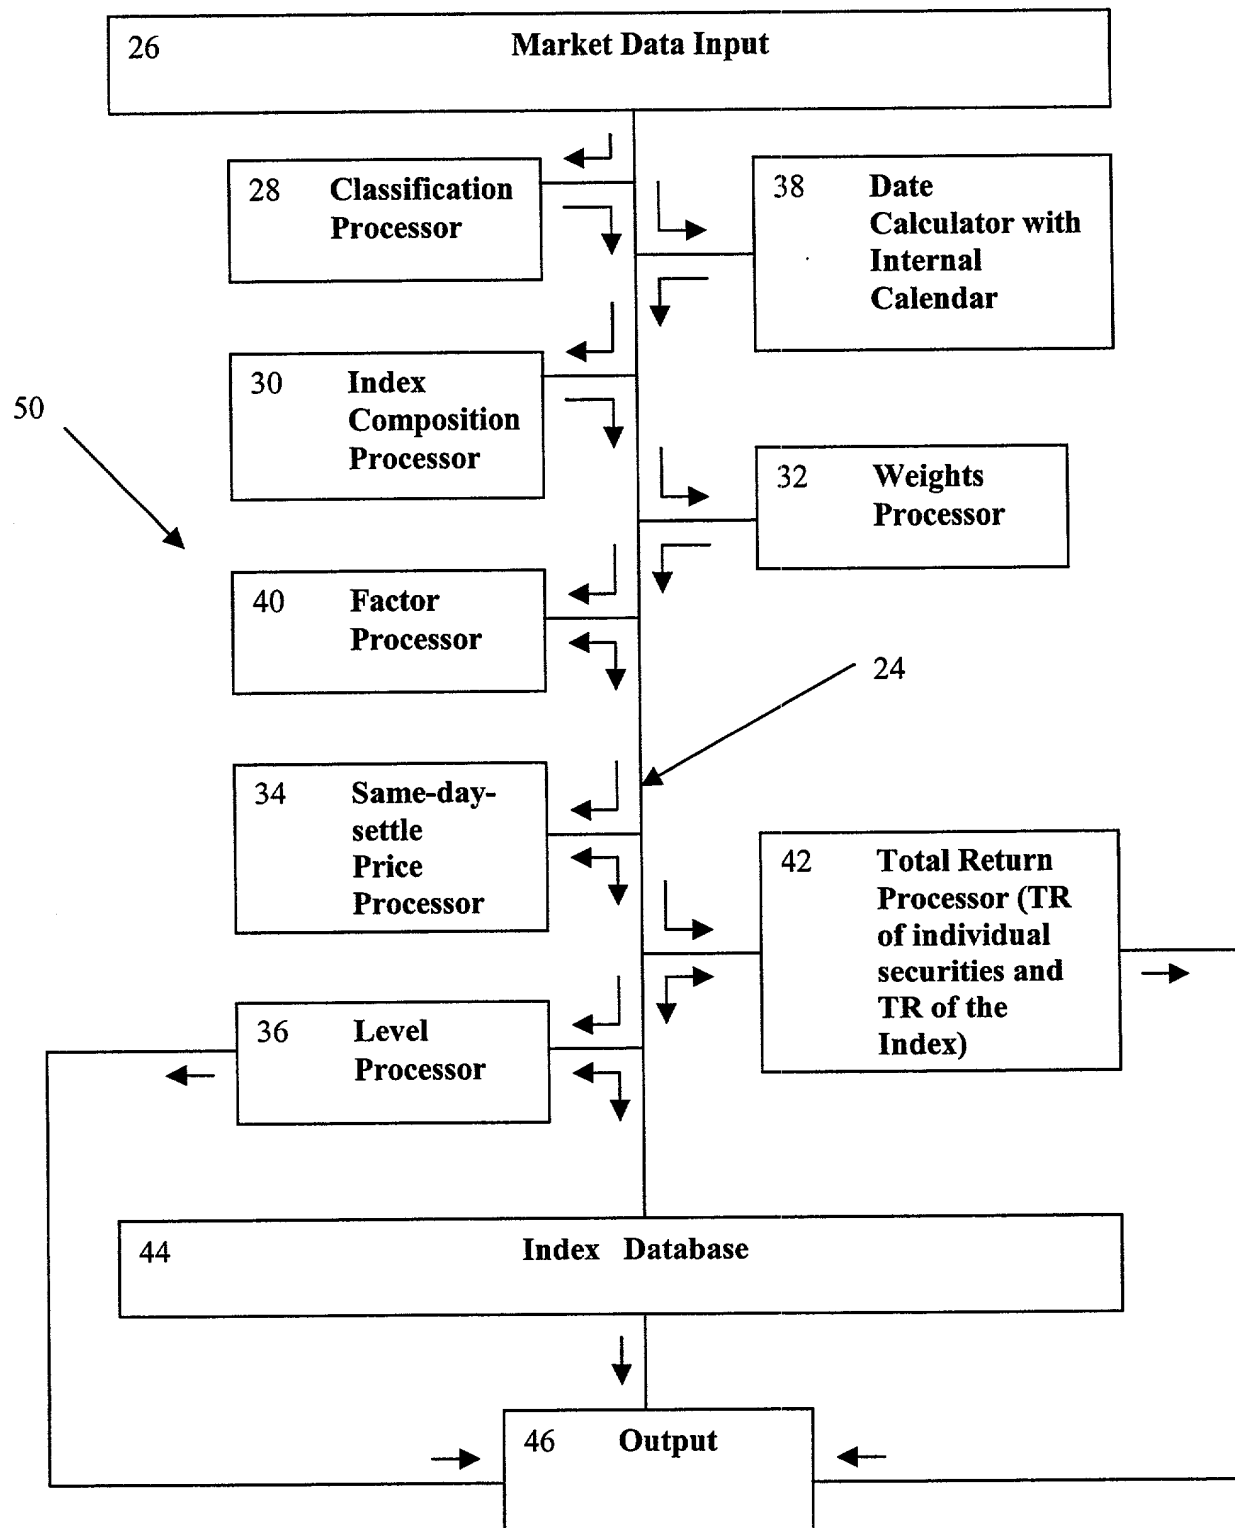 26 Market Data Input
28 Classification
Processor
38 Date
Calculator with
Internal
Calendar
30 Index
Composition
Processor
50
32 Weights
Processor
40 Factor
Processor
24
34 Same-day-
settle
Price
Processor
42 Total Return
Processor (TR
of individual
securities and
TR of the
Index)
36 Level
Processor
44 Index Database
46 Output